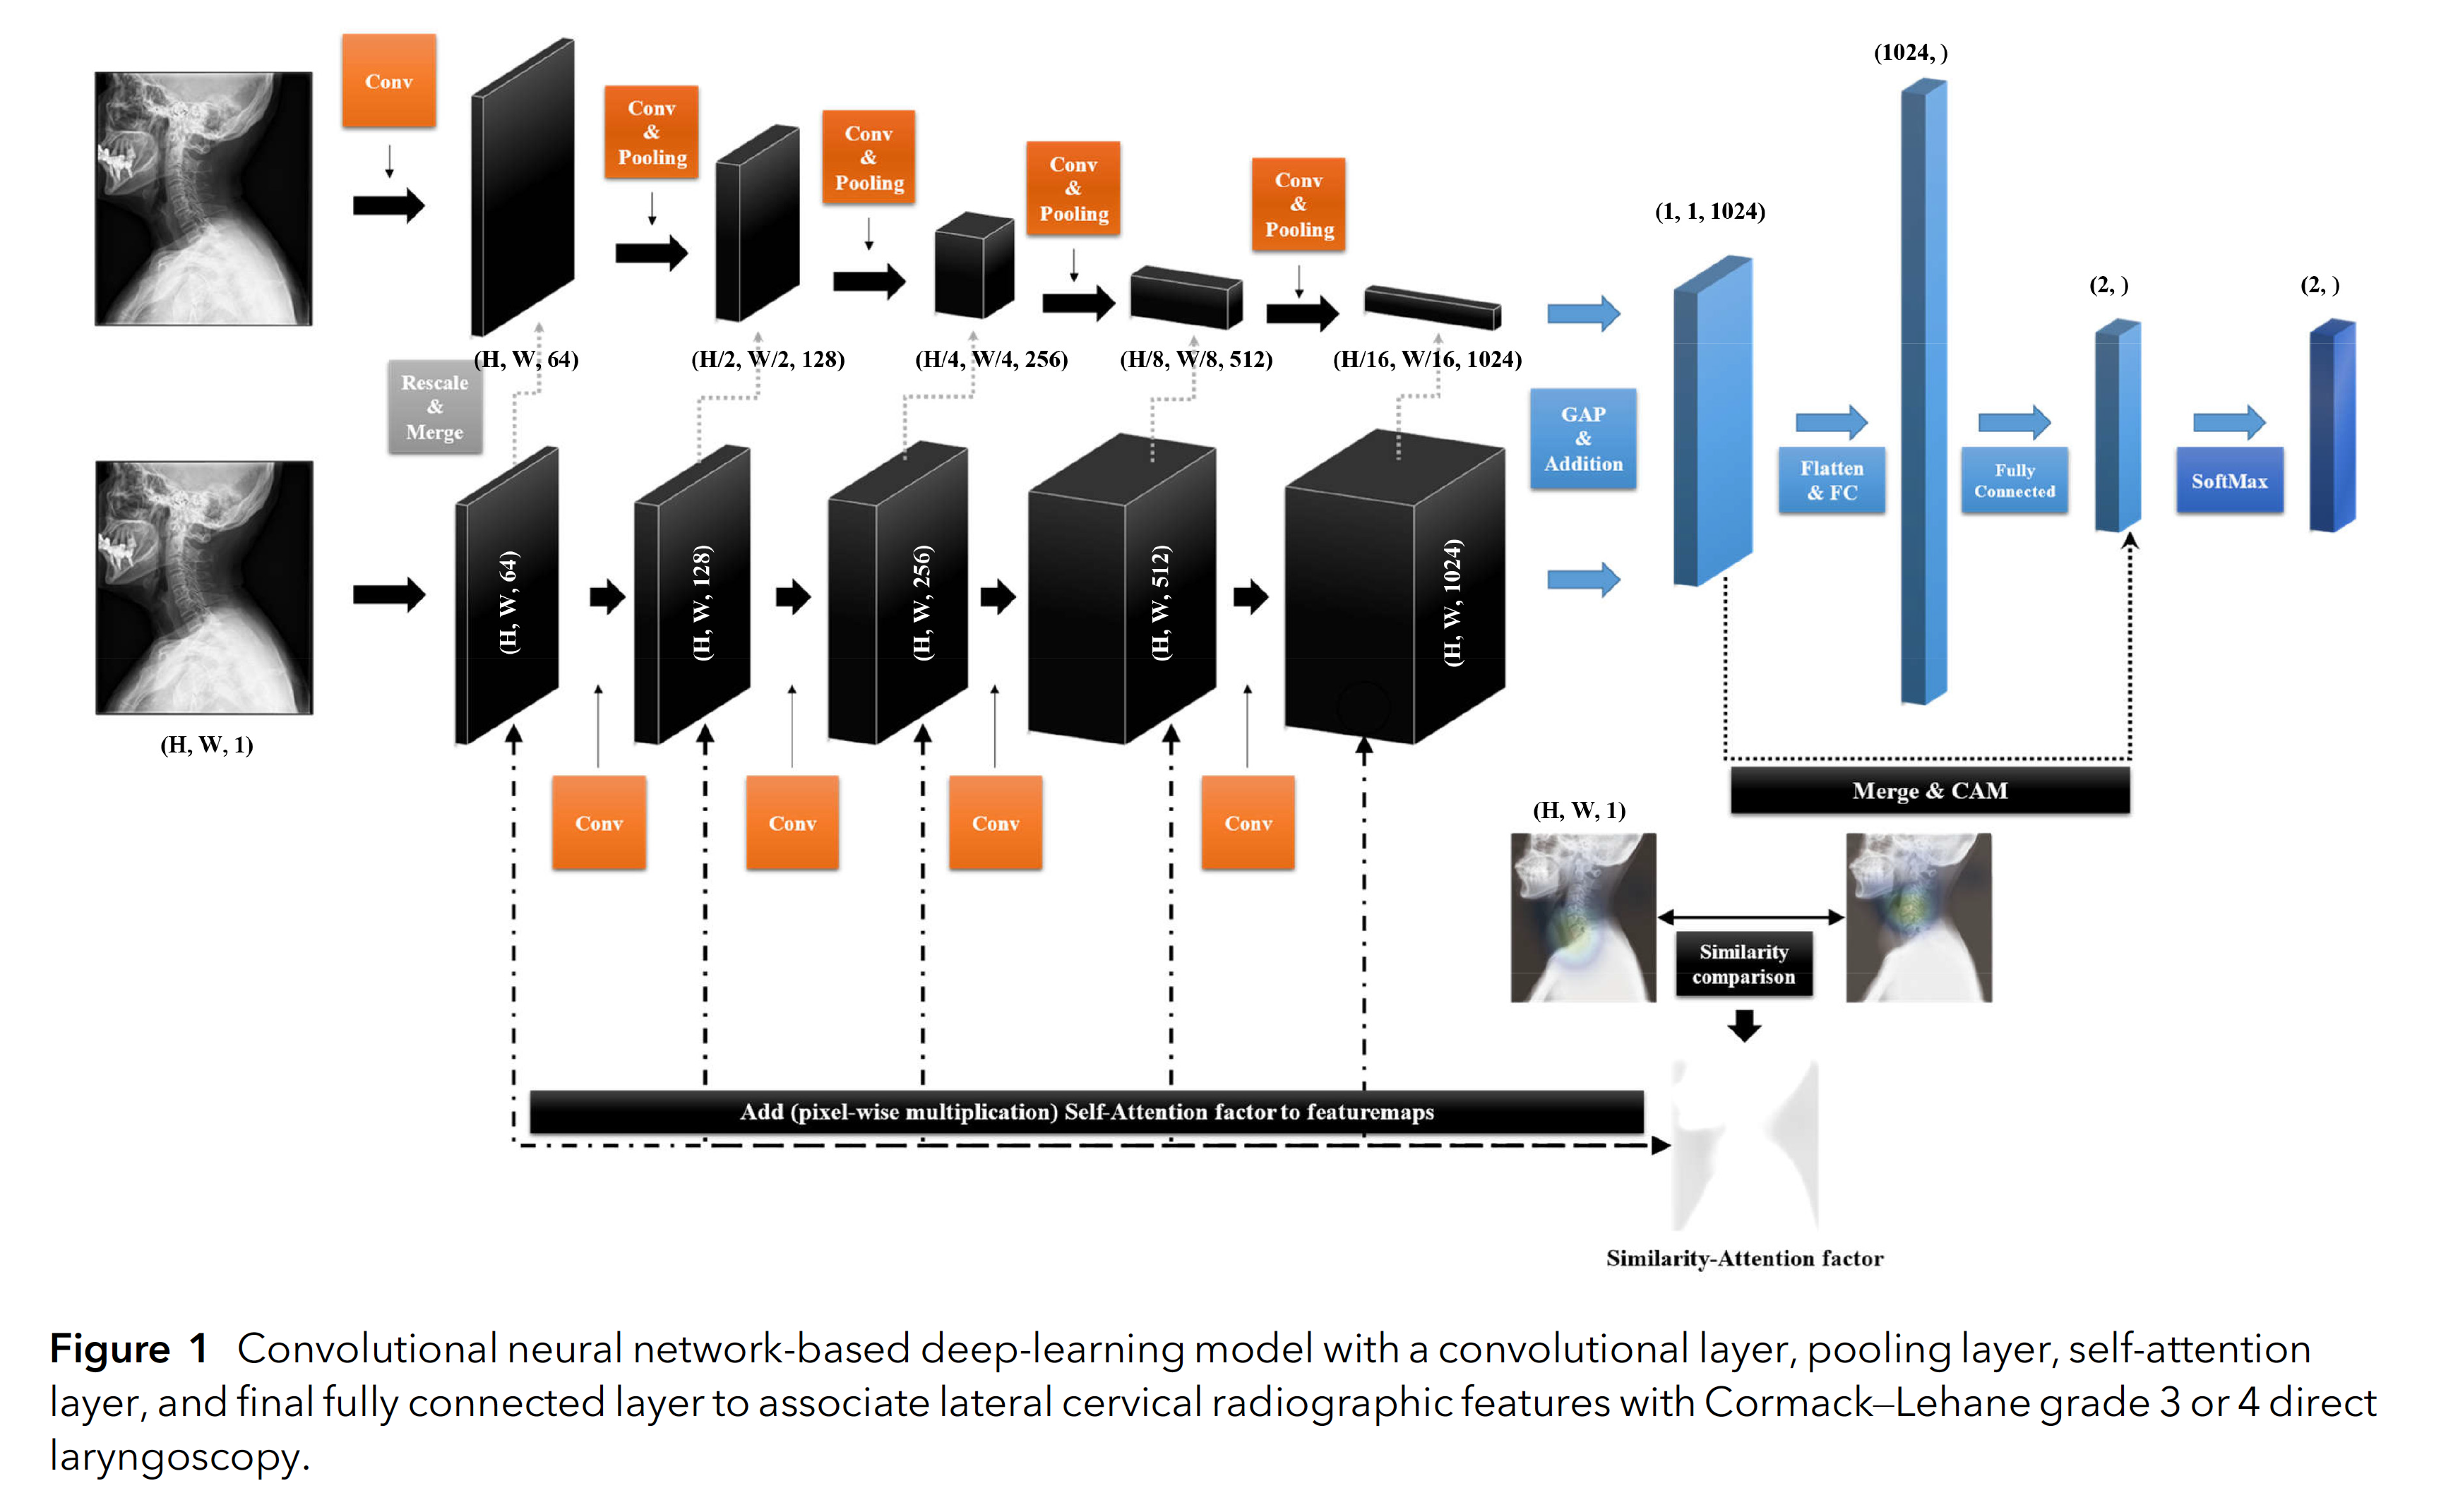 Conv
Conv
&
Pooling
Conv
&
Pooling
Conv
&
Pooling
Conv
&
Pooling
(1024, )
(1, 1, 1024)
(2, )
(2, )
(H, W, 64)
(H/2, W/2, 128)
(H/4, W/4, 256)
(H/8, W/8, 512)
(H/16, W/16, 1024)
Rescale
&
Merge
GAP
&
Addition
Flatten
& FC
Fully
Connected
SoftMax
(H, W, 64)
(H, W, 128)
(H, W, 256)
(H, W, 512)
(H, W, 1024)
(H, W, 1)
Conv
Conv
Conv
Conv
Merge & CAM
(H, W, 1)
Similarity
comparison
Add (pixel-wise multiplication) Self-Attention factor to featuremaps
Similarity-Attention factor
Figure 1 Convolutional neural network-based deep-learning model with a convolutional layer, pooling layer, self-attention
layer, and final fully connected layer to associate lateral cervical radiographic features with Cormack–Lehane grade 3 or 4 direct
laryngoscopy.